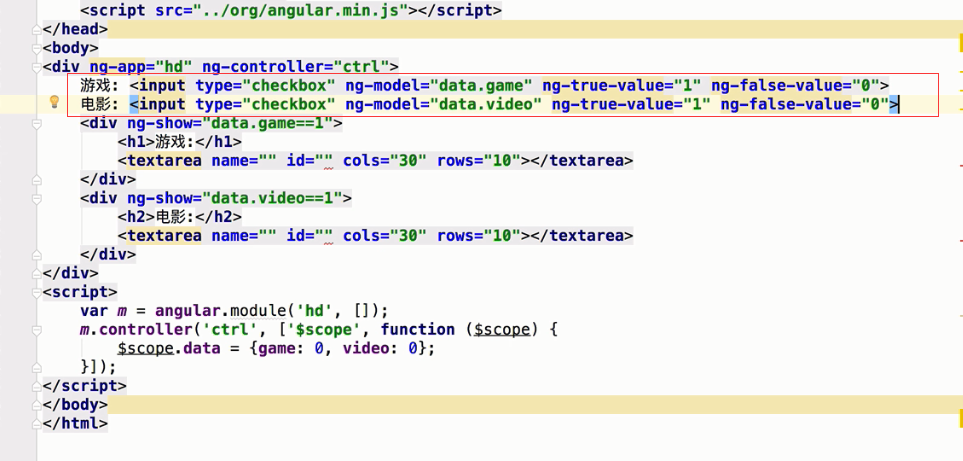 <script src="../org/angular.min.js"></script>
</head>
<body>
<div ng-app="hd" ng-controller="ctrl">
游戏: <input type="checkbox" ng-model="data.game" ng-true-value="1" ng-false-value="0">
电影: <input type="checkbox" ng-model="data.video" ng-true-value="1" ng-false-value="0">
<div ng-show="data.game==1">
<h1>游戏:</h1>
<textarea name="" id="" cols="30" rows="10"></textarea>
</div>
<div ng-show="data.video==1">
<h2>电影:</h2>
<textarea name="" id="" cols="30" rows="10"></textarea>
</div>
</div>
<script>
var m = angular.module('hd', []);
m.controller('ctrl', ['$scope', function ($scope) {
$scope.data = {game: 0, video: 0};
}]);
</script>
</body>
</html>